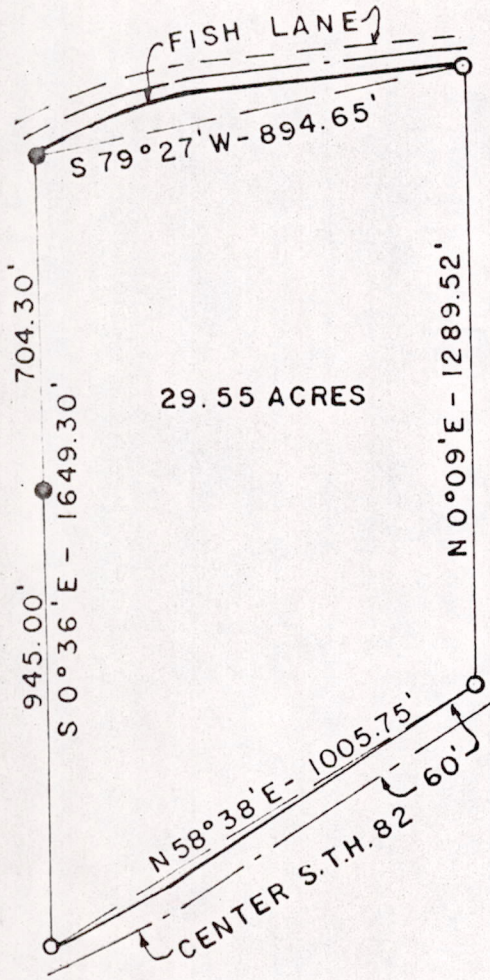 FISH LANE
S 79°27'W - 894.65'
704.30'
S 0°36'E - 1649.30'
945.00'
29.55 ACRES
N 0°09'E - 1289.52'
N 58°38'E - 1005.75'
60'
CENTER S.T.H. 82